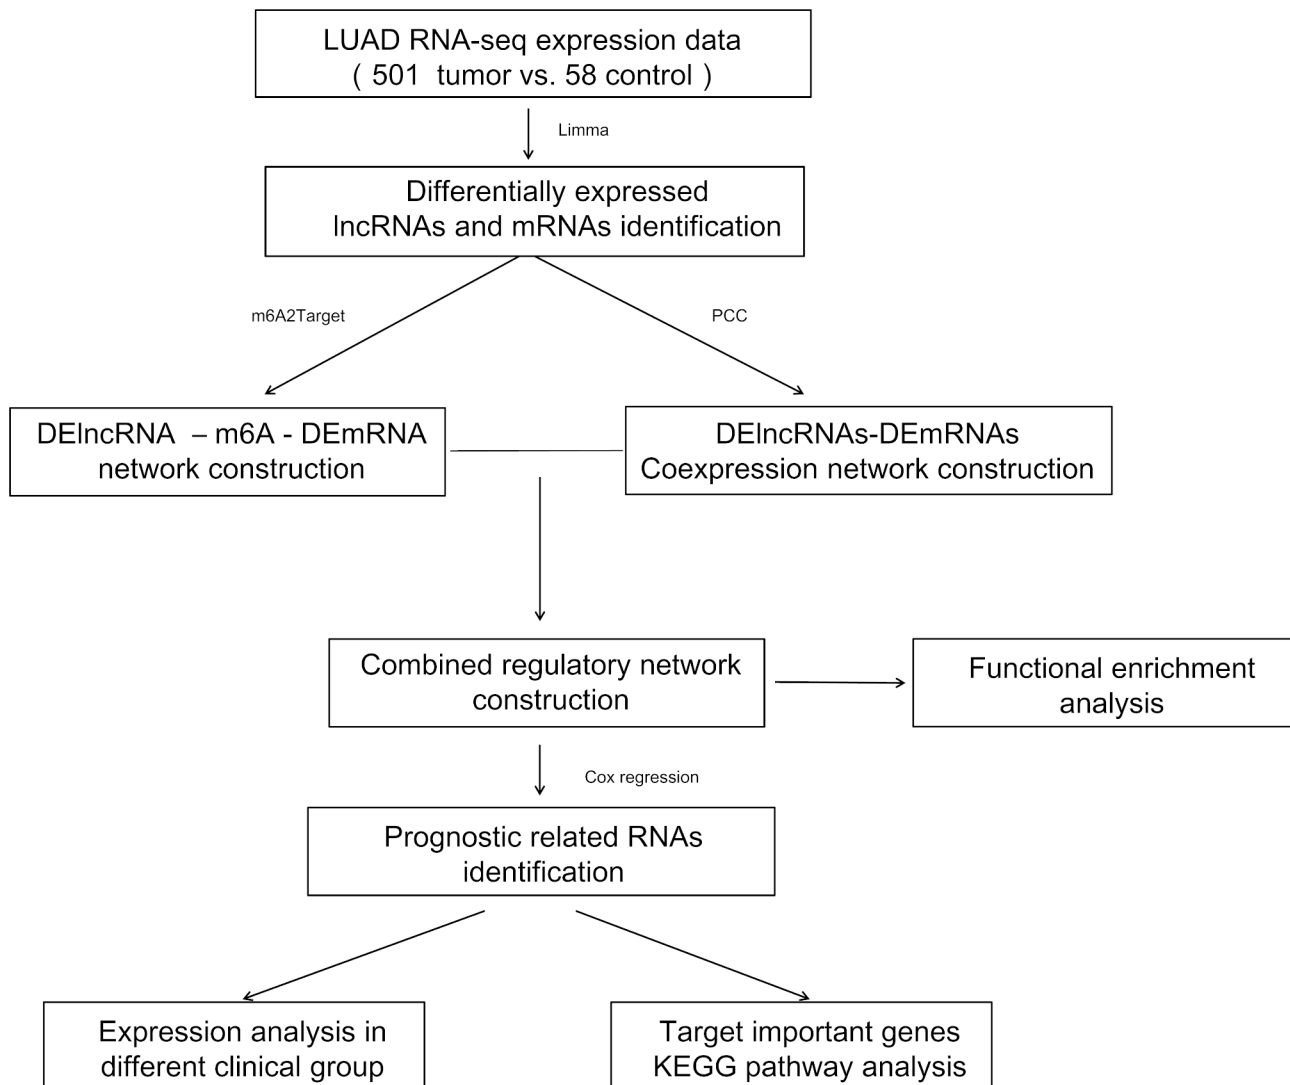 LUAD RNA-seq expression data
( 501 tumor vs. 58 control )
Limma
Differentially expressed
lncRNAs and mRNAs identification
m6A2Target
PCC
DElncRNA – m6A - DEmRNA
network construction
DElncRNAs-DEmRNAs
Coexpression network construction
Combined regulatory network
construction
Functional enrichment
analysis
Cox regression
Prognostic related RNAs
identification
Expression analysis in
different clinical group
Target important genes
KEGG pathway analysis